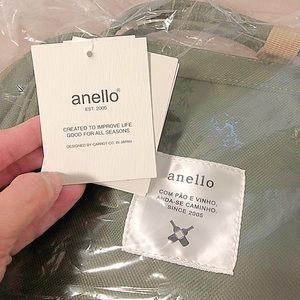 anello®
EST. 2005
CREATED TO IMPROVE LIFE
GOOD FOR ALL SEASONS
DESIGNED BY CARROT CO. IN JAPAN
anello
COM PÃO E VINHO,
ANDA-SE CAMINHO.
SINCE 2005